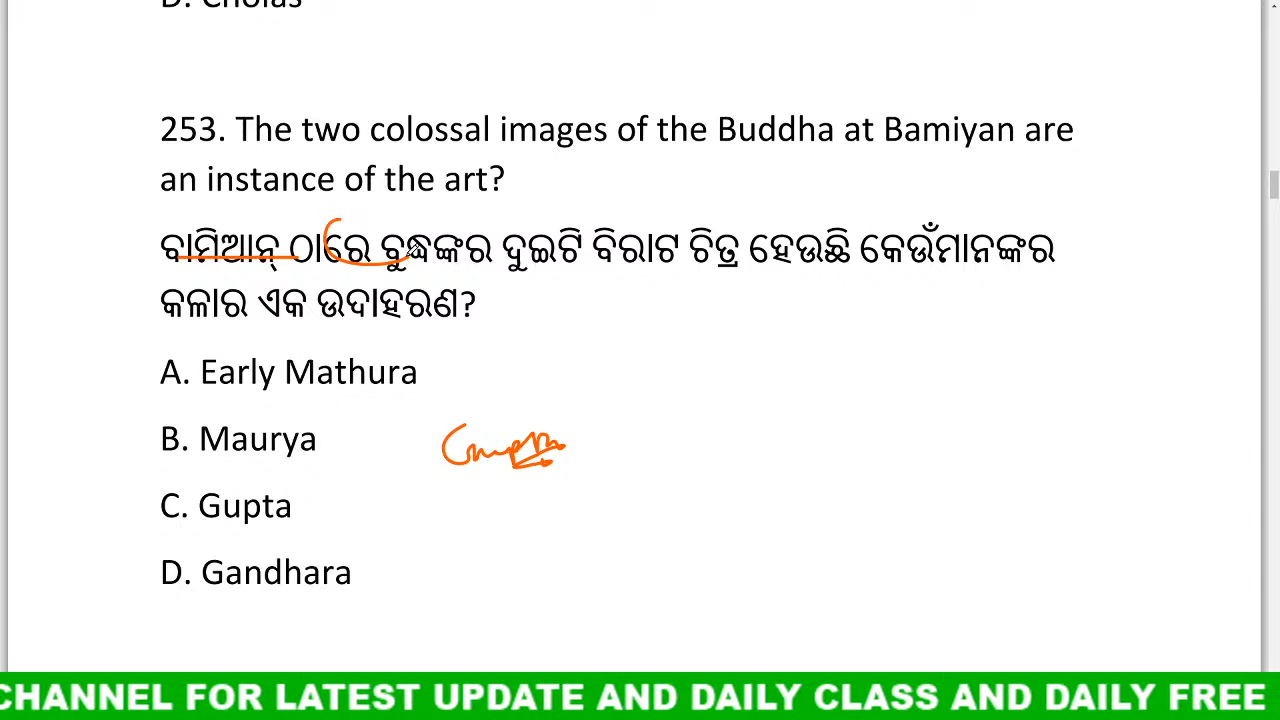 D. Cholas
253. The two colossal images of the Buddha at Bamiyan are
an instance of the art?
ବାମିଆନ୍ ଠାରେ ବୁଦ୍ଧଙ୍କର ଦୁଇଟି ବିରାଟ ଚିତ୍ର ହେଉଛି କେଉଁମାନଙ୍କର
କଳାର ଏକ ଉଦାହରଣ?
A. Early Mathura
B. Maurya
C. Gupta
D. Gandhara
CHANNEL FOR LATEST UPDATE AND DAILY CLASS AND DAILY FREE